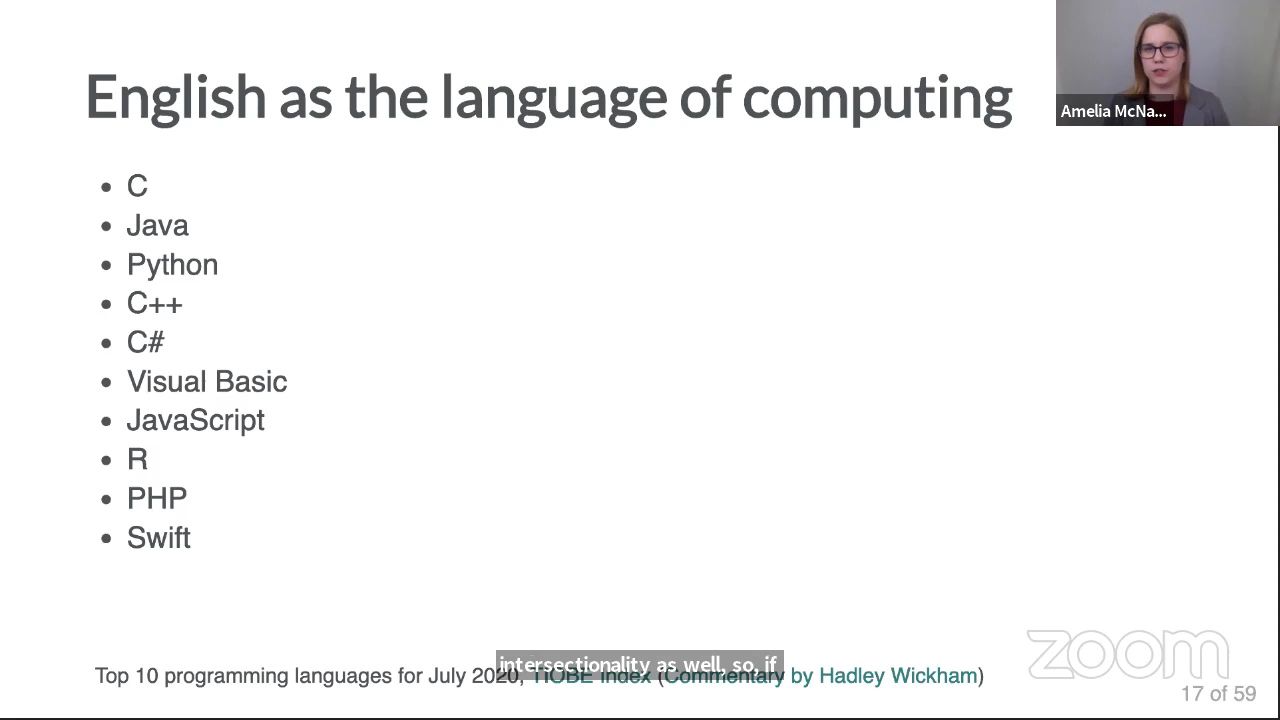 English as the language of computing
Amelia McNa...
• C
• Java
• Python
• C++
• C#
• Visual Basic
• JavaScript
• R
• PHP
• Swift
intersectionality as well, so, if
Top 10 programming languages for July 2020, TIOBE Index (Commentary by Hadley Wickham)
zoom
17 of 59